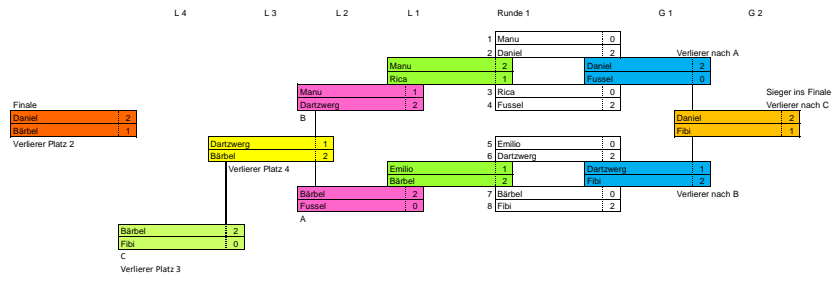 L 4 L 3 L 2 L 1 Runde 1 G 1 G 2
1 Manu 0
2 Daniel 2 Verlierer nach A
Manu 2 Daniel 2
Rica 1 Fussel 0
Manu 1 3 Rica 0 Sieger ins Finale
Finale Dartzwerg 2 4 Fussel 2 Verlierer nach C
Daniel 2 B Daniel 2
Bärbel 1 Fibi 1
Verlierer Platz 2 Dartzwerg 1 5 Emilio 0
Bärbel 2 6 Dartzwerg 2
Verlierer Platz 4 Emilio 1 Dartzwerg 1
Bärbel 2 Fibi 2
Bärbel 2 7 Bärbel 0 Verlierer nach B
Fussel 0 8 Fibi 2
A
Bärbel 2
Fibi 0
C
Verlierer Platz 3